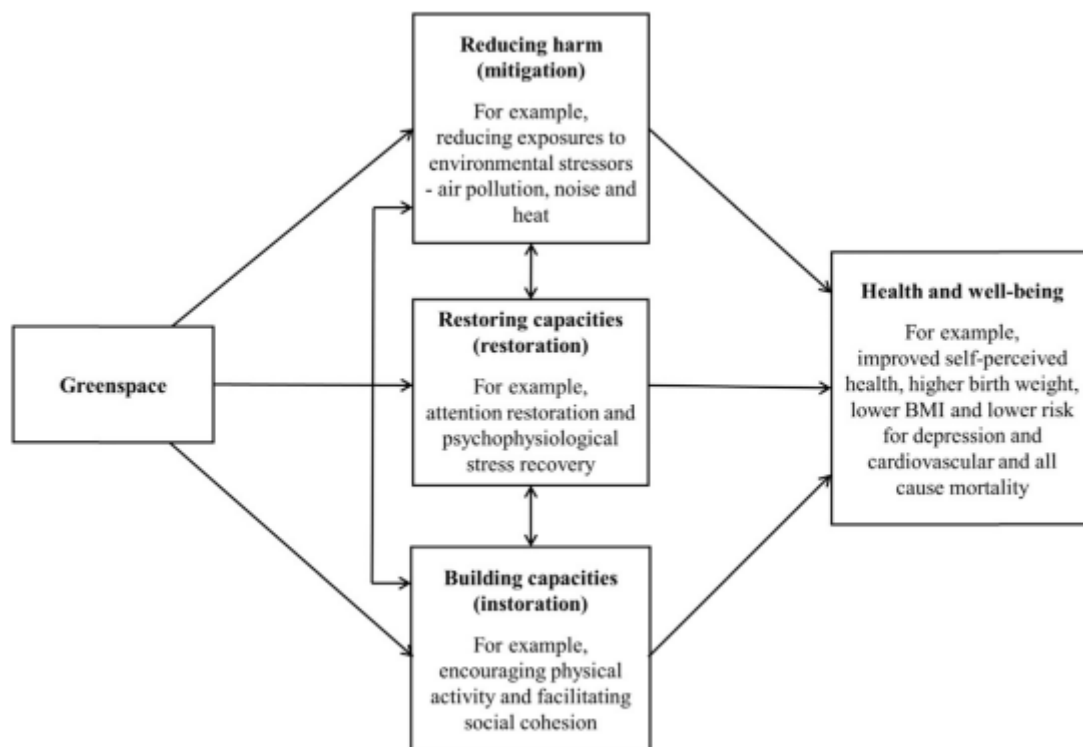 Reducing harm
(mitigation)
For example,
reducing exposures to
environmental stressors
- air pollution, noise and
heat
Greenspace
Restoring capacities
(restoration)
For example,
attention restoration and
psychophysiological
stress recovery
Building capacities
(instoration)
For example,
encouraging physical
activity and facilitating
social cohesion
Health and well-being
For example,
improved self-perceived
health, higher birth weight,
lower BMI and lower risk
for depression and
cardiovascular and all
cause mortality